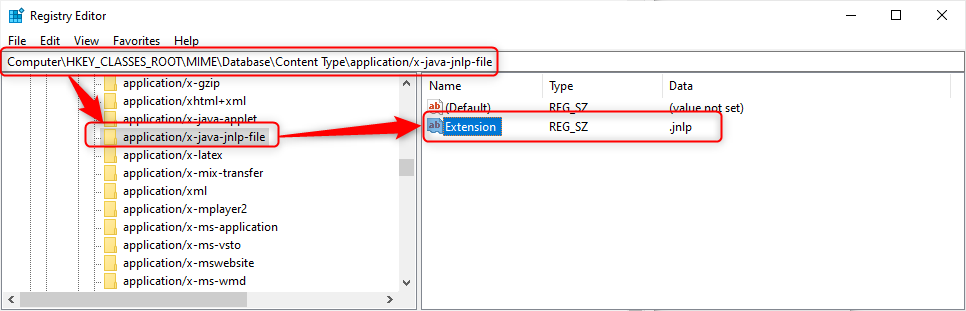 Registry Editor
File Edit View Favorites Help
Computer\HKEY_CLASSES_ROOT\MIME\Database\Content Type\application/x-java-jnlp-file
application/x-gzip
application/xhtml+xml
application/x-java-applet
application/x-java-jnlp-file
application/x-latex
application/x-mix-transfer
application/xml
application/x-mplayer2
application/x-ms-application
application/x-ms-vsto
application/x-mswebsite
application/x-ms-wmd
Name Type Data
ab (Default) REG_SZ (value not set)
ab Extension REG_SZ .jnlp